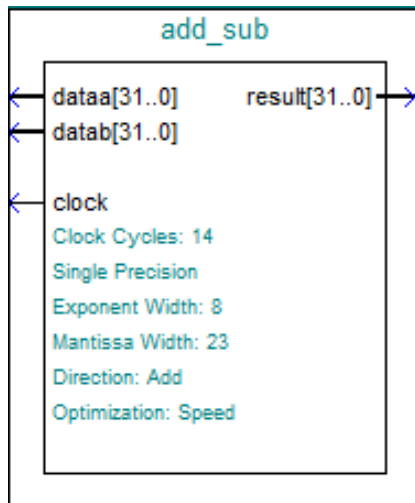 add_sub
dataa[31..0] result[31..0]
datab[31..0]
clock
Clock Cycles: 14
Single Precision
Exponent Width: 8
Mantissa Width: 23
Direction: Add
Optimization: Speed